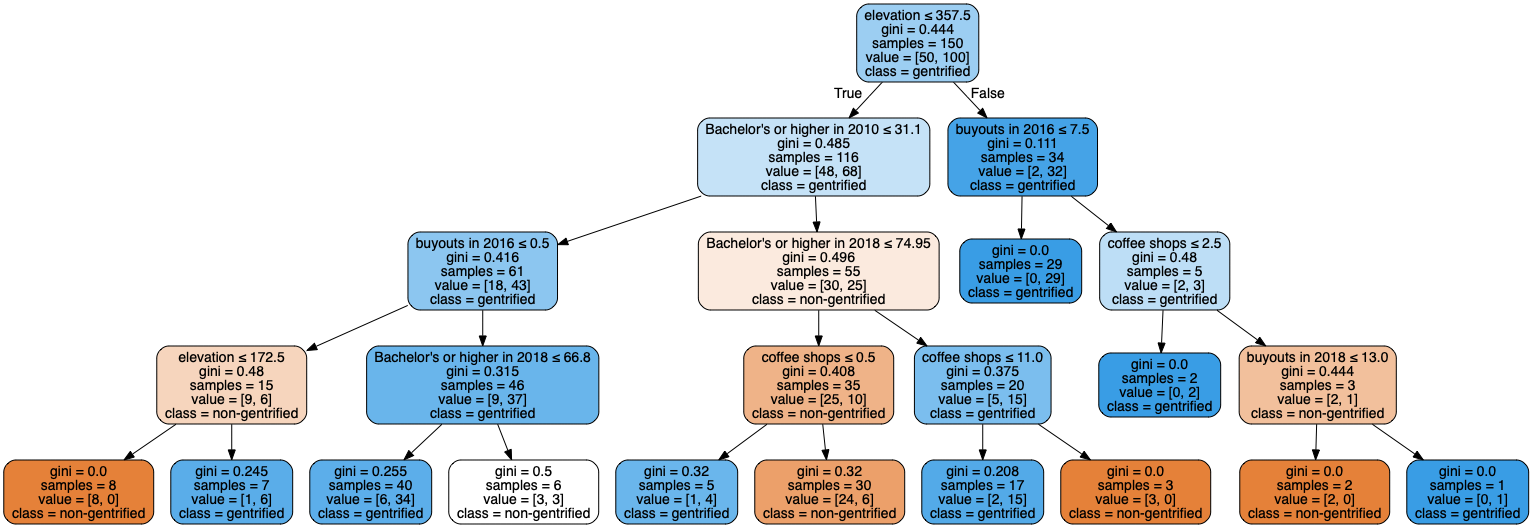 elevation ≤ 357.5
gini = 0.444
samples = 150
value = [50, 100]
class = gentrified
True
False
Bachelor's or higher in 2010 ≤ 31.1
gini = 0.485
samples = 116
value = [48, 68]
class = gentrified
buyouts in 2016 ≤ 7.5
gini = 0.111
samples = 34
value = [2, 32]
class = gentrified
buyouts in 2016 ≤ 0.5
gini = 0.416
samples = 61
value = [18, 43]
class = gentrified
Bachelor's or higher in 2018 ≤ 74.95
gini = 0.496
samples = 55
value = [30, 25]
class = non-gentrified
gini = 0.0
samples = 29
value = [0, 29]
class = gentrified
coffee shops ≤ 2.5
gini = 0.48
samples = 5
value = [2, 3]
class = gentrified
elevation ≤ 172.5
gini = 0.48
samples = 15
value = [9, 6]
class = non-gentrified
Bachelor's or higher in 2018 ≤ 66.8
gini = 0.315
samples = 46
value = [9, 37]
class = gentrified
coffee shops ≤ 0.5
gini = 0.408
samples = 35
value = [25, 10]
class = non-gentrified
coffee shops ≤ 11.0
gini = 0.375
samples = 20
value = [5, 15]
class = gentrified
gini = 0.0
samples = 2
value = [0, 2]
class = gentrified
buyouts in 2018 ≤ 13.0
gini = 0.444
samples = 3
value = [2, 1]
class = non-gentrified
gini = 0.0
samples = 8
value = [8, 0]
class = non-gentrified
gini = 0.245
samples = 7
value = [1, 6]
class = gentrified
gini = 0.255
samples = 40
value = [6, 34]
class = gentrified
gini = 0.5
samples = 6
value = [3, 3]
class = non-gentrified
gini = 0.32
samples = 5
value = [1, 4]
class = gentrified
gini = 0.32
samples = 30
value = [24, 6]
class = non-gentrified
gini = 0.208
samples = 17
value = [2, 15]
class = gentrified
gini = 0.0
samples = 3
value = [3, 0]
class = non-gentrified
gini = 0.0
samples = 2
value = [2, 0]
class = non-gentrified
gini = 0.0
samples = 1
value = [0, 1]
class = gentrified